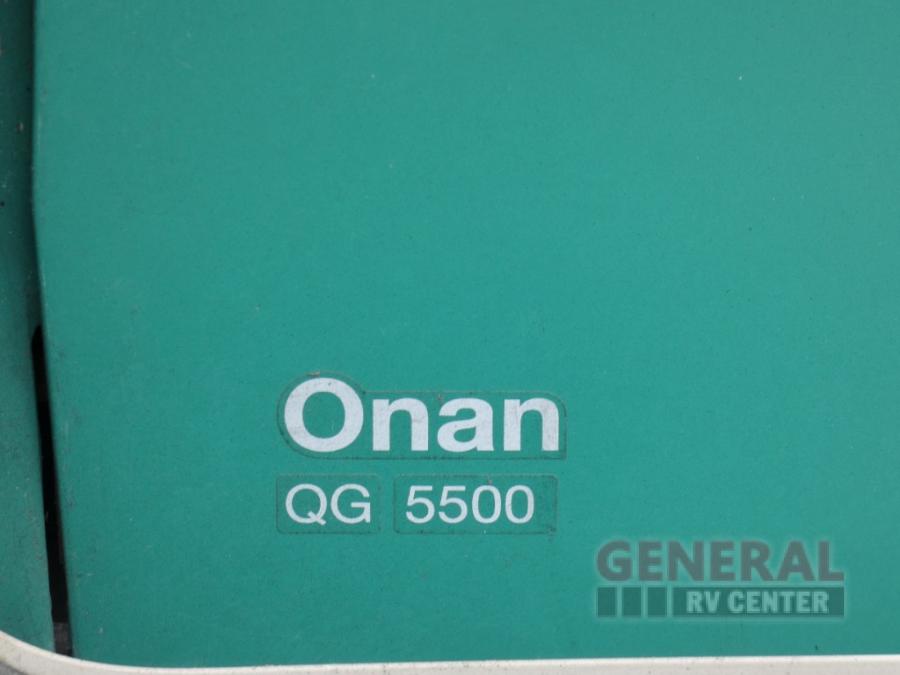 Onan
QG 5500
GENERAL
RV CENTER